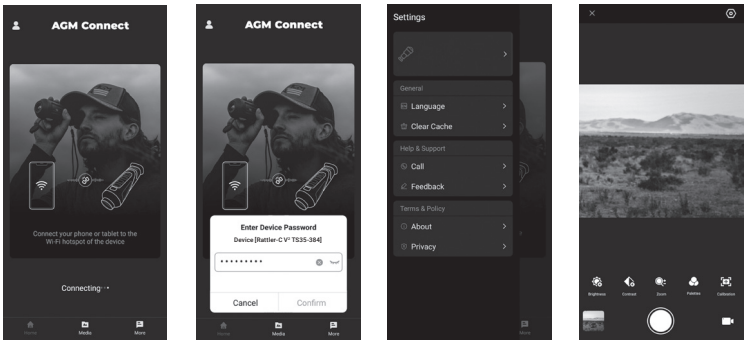 AGM Connect
Connect your phone or tablet to the
Wi-Fi hotspot of the device
Connecting···
Home
Media
More
AGM Connect
Enter Device Password
Device [Rattler-C V² TS35-384]
Cancel
Confirm
Home
Media
More
Settings
General
Language
Clear Cache
Help & Support
Call
Feedback
Terms & Policy
About
Privacy
More
Brightness
Contrast
Zoom
Palettes
Calibration